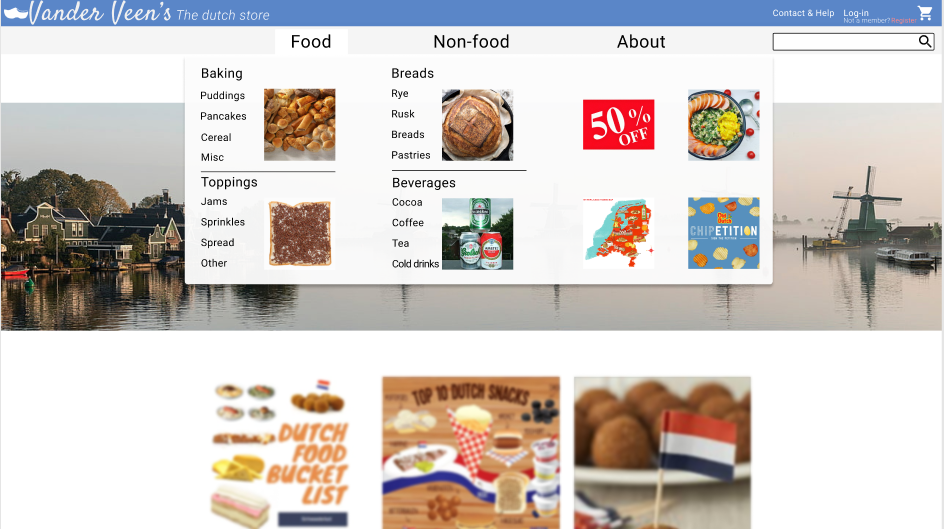 Vander Veen's The dutch store
Contact & Help
Log-in
Not a member? Register
Food
Non-food
About
Baking
Puddings
Pancakes
Cereal
Misc
Toppings
Jams
Sprinkles
Spread
Other
Breads
Rye
Rusk
Breads
Pastries
Beverages
Cocoa
Coffee
Tea
Cold drinks
50% OFF
CHIPETITION
DUTCH
FOOD
BUCKET
LIST
TOP 10 DUTCH SNACKS